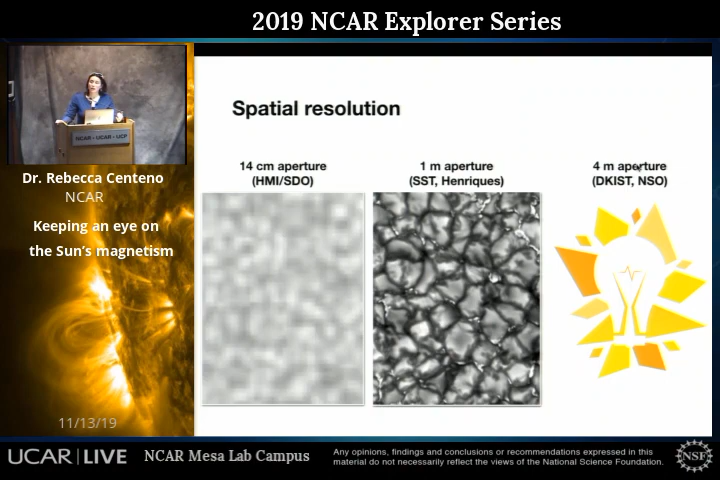 2019 NCAR Explorer Series
NCAR • UCAR • UCP
Dr. Rebecca Centeno
NCAR
Keeping an eye on
the Sun's magnetism
11/13/19
Spatial resolution
14 cm aperture
(HMI/SDO)
1 m aperture
(SST, Henriques)
4 m aperture
(DKIST, NSO)
UCAR | LIVE
NCAR Mesa Lab Campus
Any opinions, findings and conclusions or recommendations expressed in this
material do not necessarily reflect the views of the National Science Foundation.
NSF